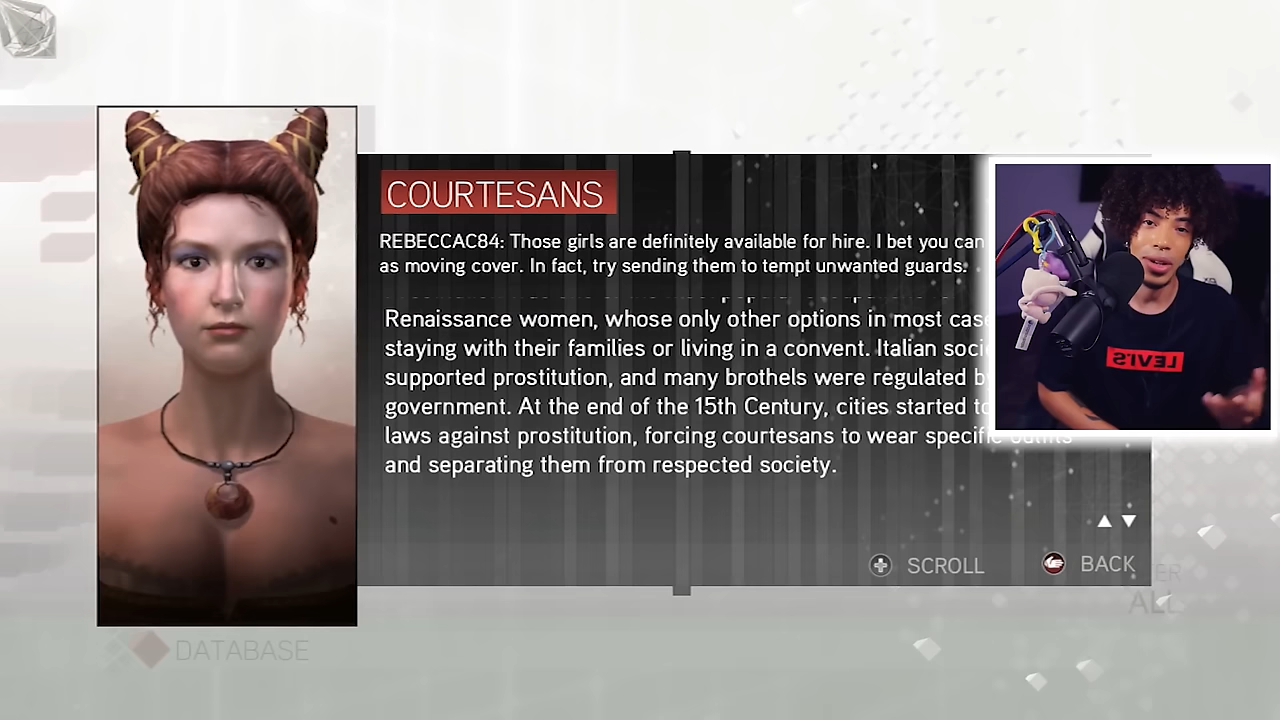 COURTESANS
REBECCAC84: Those girls are definitely available for hire. I bet you can
as moving cover. In fact, try sending them to tempt unwanted guards.
Renaissance women, whose only other options in most
staying with their families or living in a convent. Italian
supported prostitution, and many brothels were regulated
government. At the end of the 15th Century, cities started
laws against prostitution, forcing courtesans to wear specific outfits
and separating them from respected society.
LEVI'S
SCROLL
BACK
ALL
DATABASE